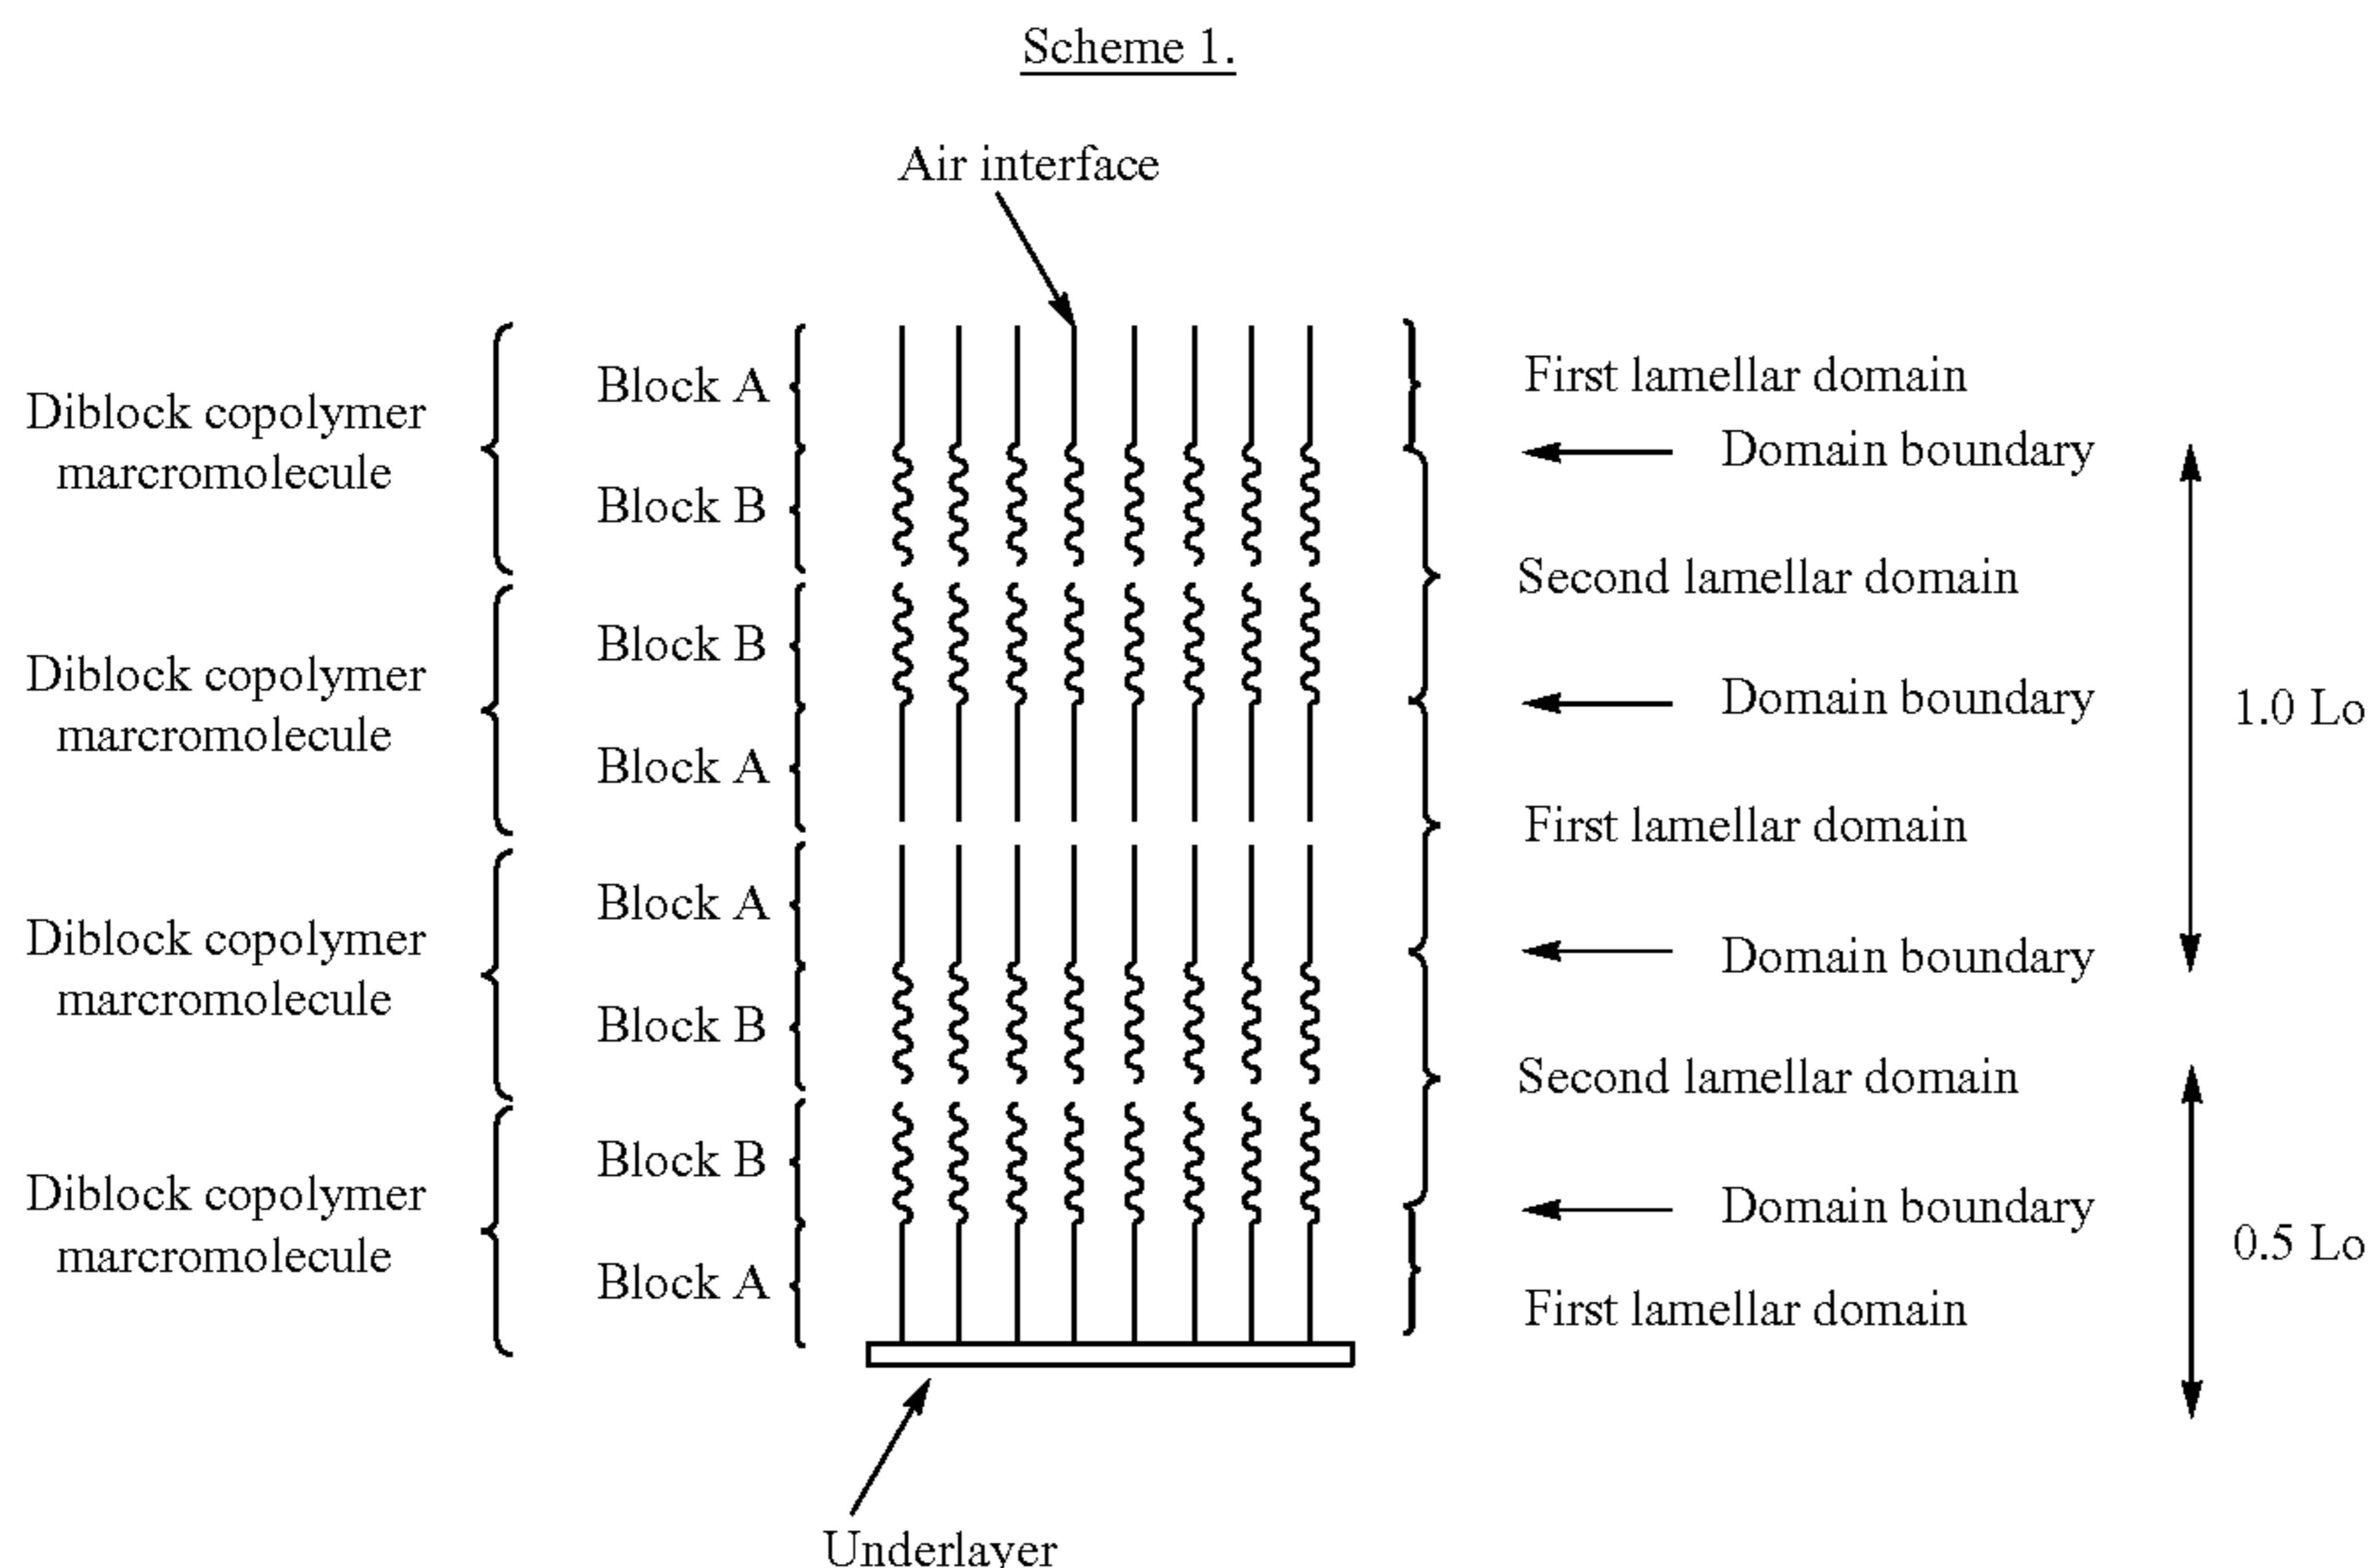 Scheme 1.
Air interface
Block A
First lamellar domain
Diblock copolymer
marcromolecule
Domain boundary
Block B
Second lamellar domain
Block B
Diblock copolymer
marcromolecule
Domain boundary
1.0 Lo
Block A
First lamellar domain
Block A
Diblock copolymer
marcromolecule
Domain boundary
Block B
Second lamellar domain
Block B
Diblock copolymer
marcromolecule
Domain boundary
0.5 Lo
Block A
First lamellar domain
Underlayer